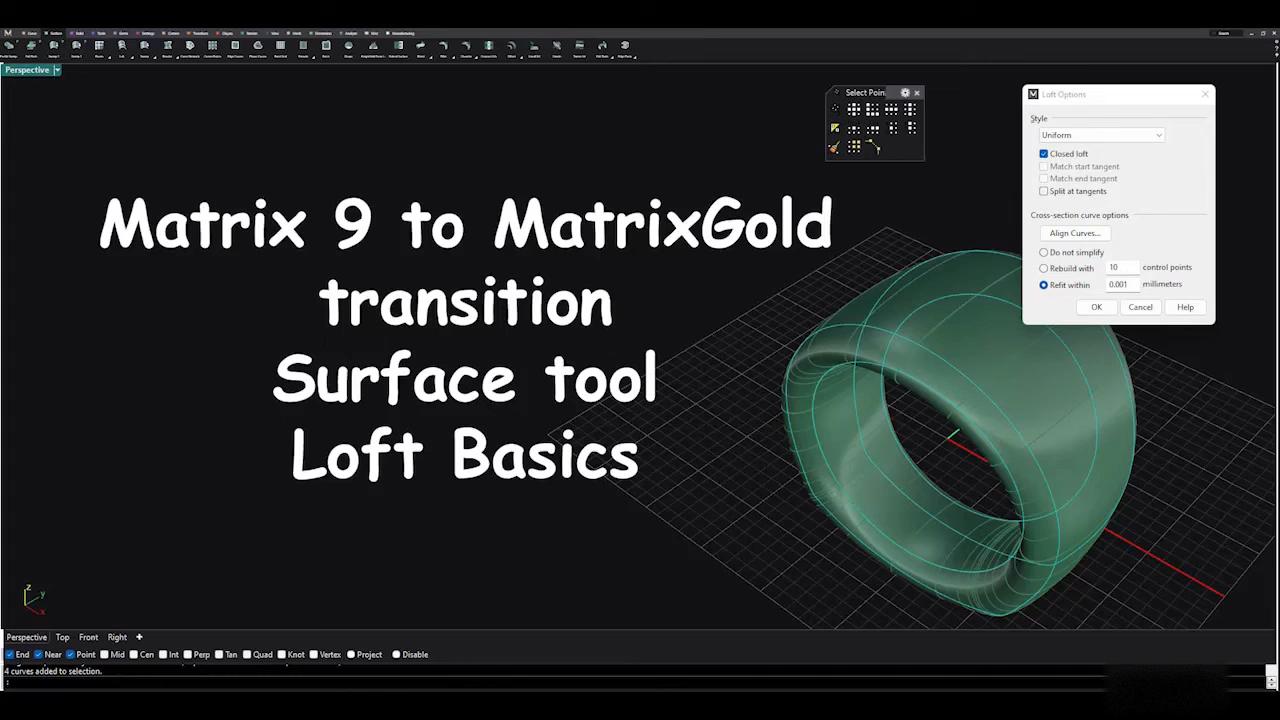 Perspective
Select Poin
Loft Options
Style
Uniform
Closed loft
Match start tangent
Match end tangent
Split at tangents
Cross-section curve options
Align Curves...
Do not simplify
Rebuild with 10 control points
Refit within 0.001 millimeters
OK Cancel Help
Matrix 9 to MatrixGold
transition
Surface tool
Loft Basics
z
y
x
Perspective Top Front Right
End Near Point Mid Cen Int Perp Tan Quad Knot Vertex Project Disable
4 curves added to selection.
: